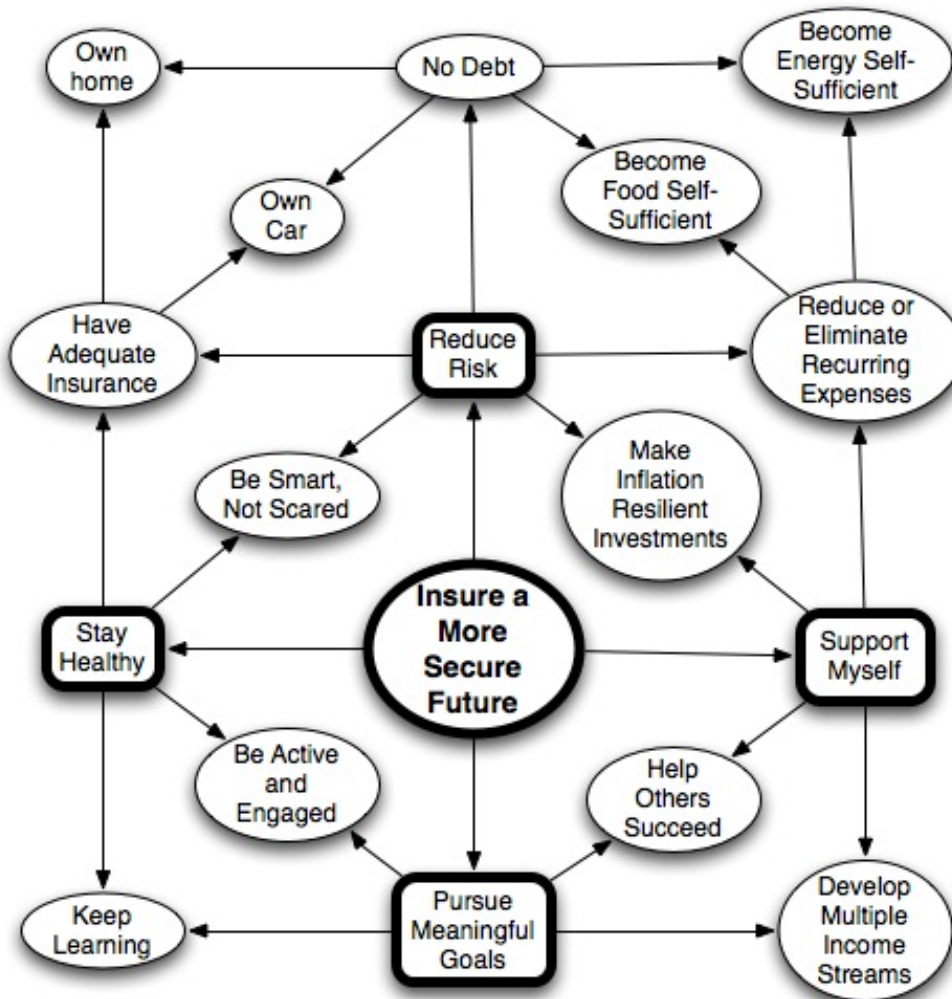 Own
home
No Debt
Become
Energy Self-
Sufficient
Own
Car
Become
Food Self-
Sufficient
Have
Adequate
Insurance
Reduce
Risk
Reduce or
Eliminate
Recurring
Expenses
Be Smart,
Not Scared
Make
Inflation
Resilient
Investments
Stay
Healthy
Insure a
More
Secure
Future
Support
Myself
Be Active
and
Engaged
Help
Others
Succeed
Keep
Learning
Pursue
Meaningful
Goals
Develop
Multiple
Income
Streams